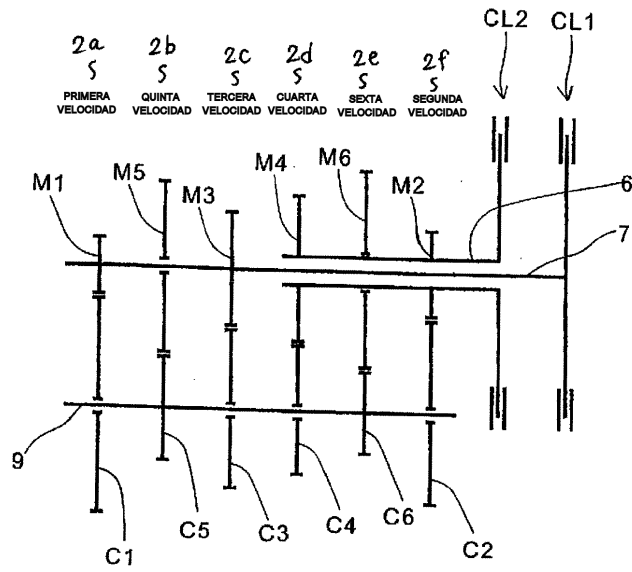 CL2 CL1
2a 2b 2c 2d 2e 2f
S S S S S S
PRIMERA VELOCIDAD QUINTA VELOCIDAD TERCERA VELOCIDAD CUARTA VELOCIDAD SEXTA VELOCIDAD SEGUNDA VELOCIDAD
M1 M5 M3 M4 M6 M2 6
7
9
C1 C5 C3 C4 C6 C2